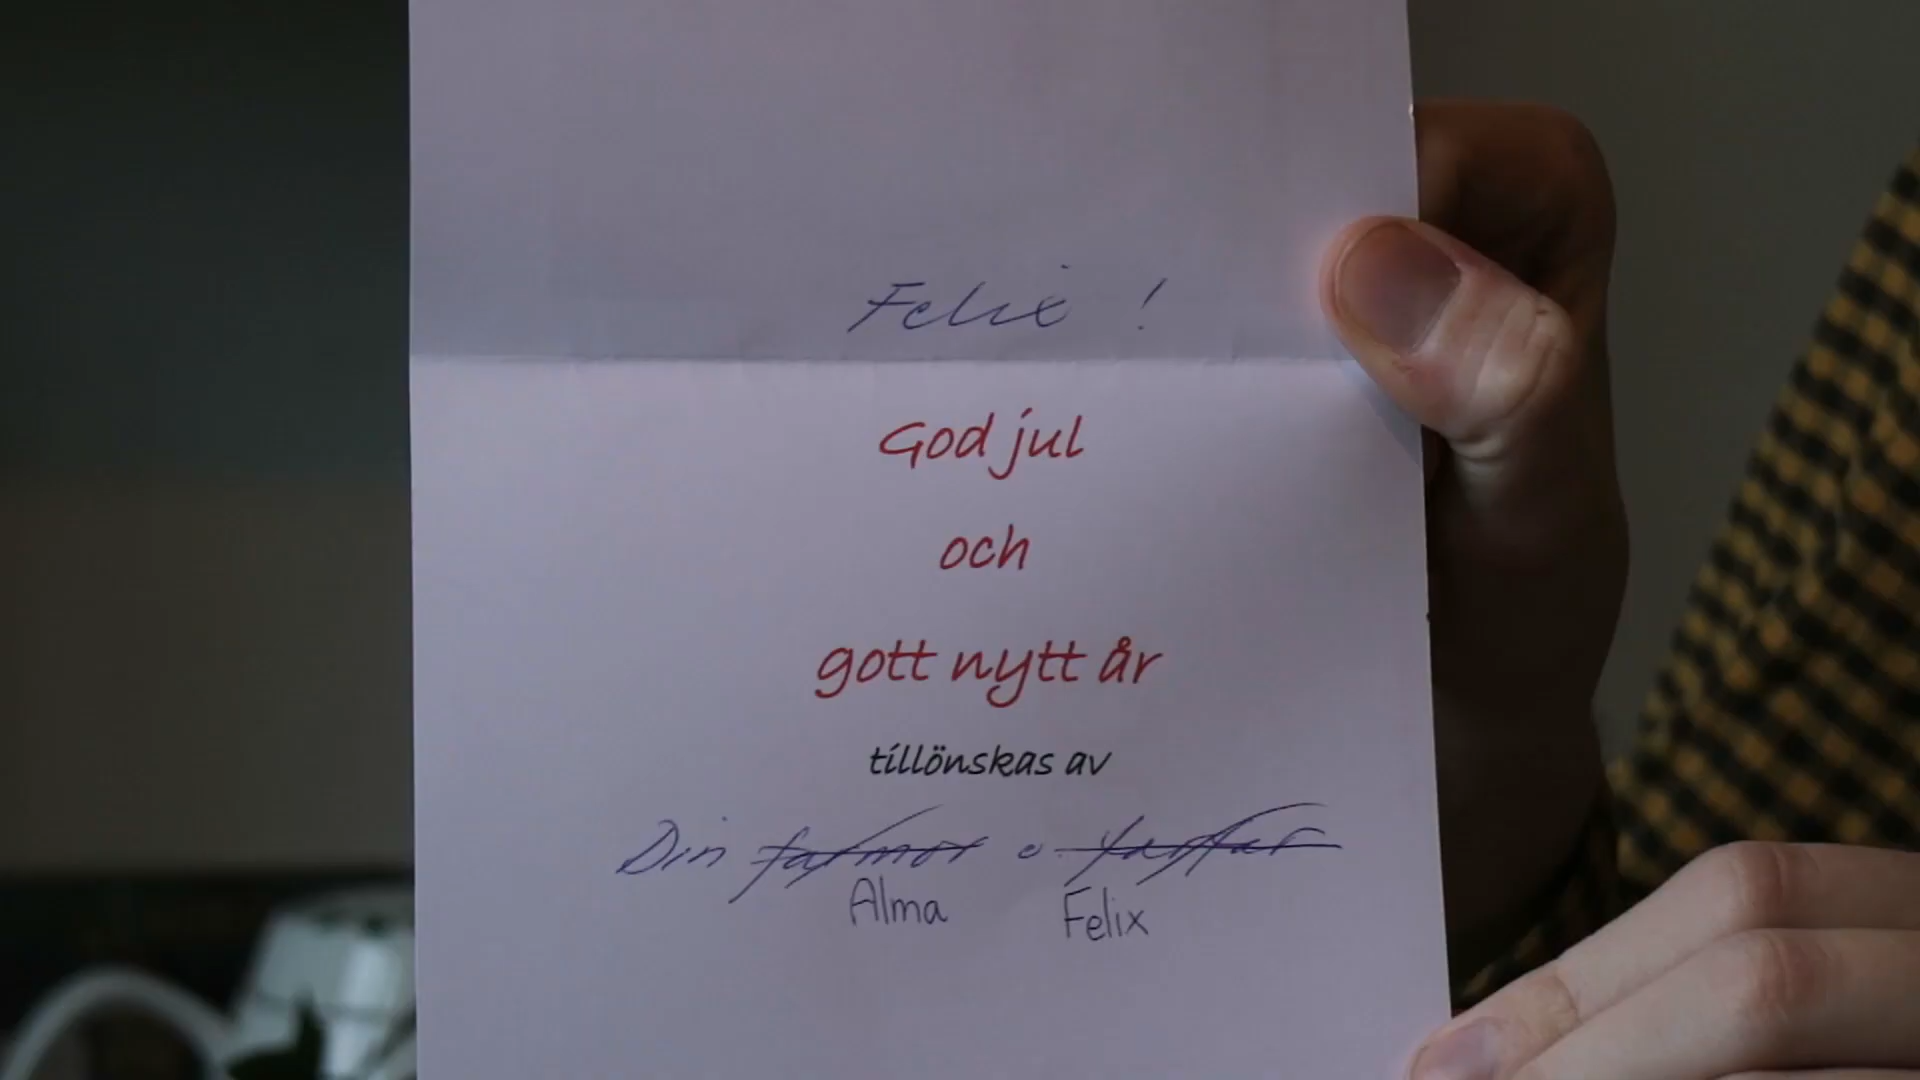 Felix !
God jul
och
gott nytt år
tillönskas av
Din farmor o. farfar
Alma Felix